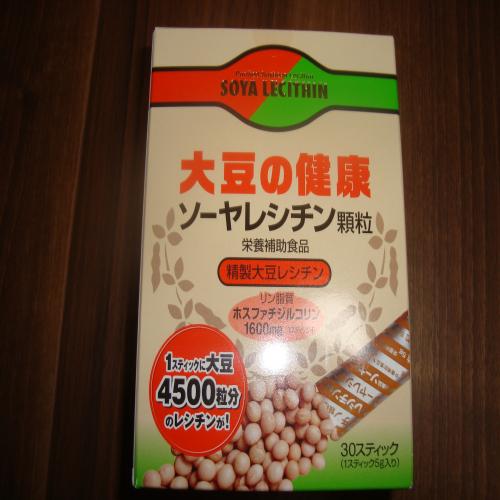 SOYA LECITHIN
大豆の健康
ソーヤレシチン顆粒
栄養補助食品
精製大豆レシチン
リン脂質
ホスファチジルコリン
1600mg
1スティックに大豆
4500粒分
のレシチンが!
30スティック
(1スティック5g入り)